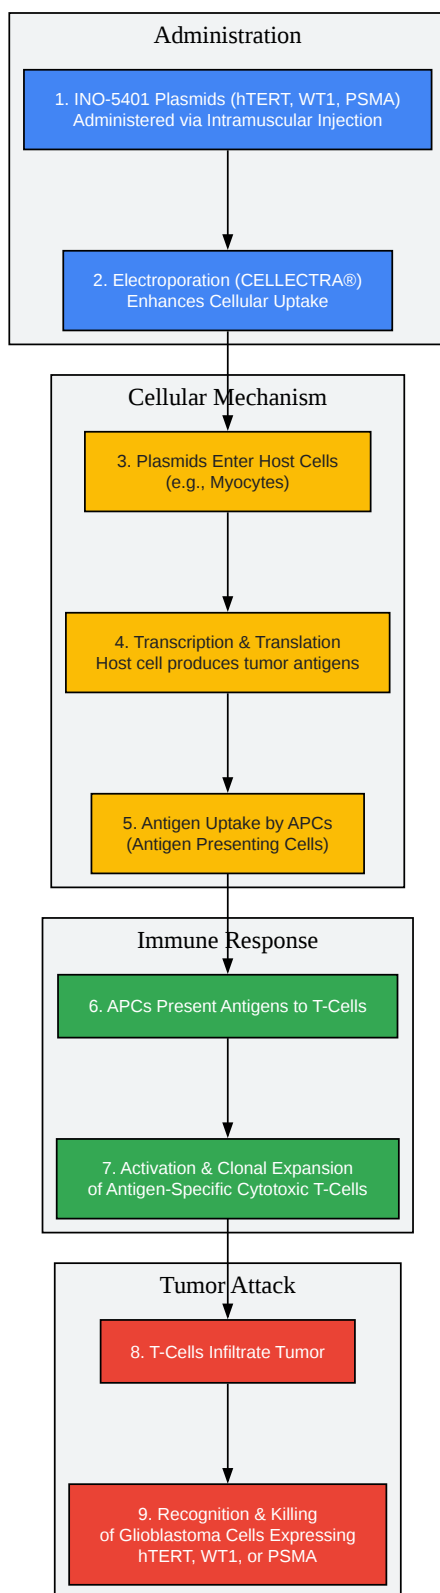 Administration
1. INO-5401 Plasmids (hTERT, WT1, PSMA)
Administered via Intramuscular Injection
2. Electroporation (CELLECTRA®)
Enhances Cellular Uptake
Cellular Mechanism
3. Plasmids Enter Host Cells
(e.g., Myocytes)
4. Transcription & Translation
Host cell produces tumor antigens
5. Antigen Uptake by APCs
(Antigen Presenting Cells)
Immune Response
6. APCs Present Antigens to T-Cells
7. Activation & Clonal Expansion
of Antigen-Specific Cytotoxic T-Cells
Tumor Attack
8. T-Cells Infiltrate Tumor
9. Recognition & Killing
of Glioblastoma Cells Expressing
hTERT, WT1, or PSMA